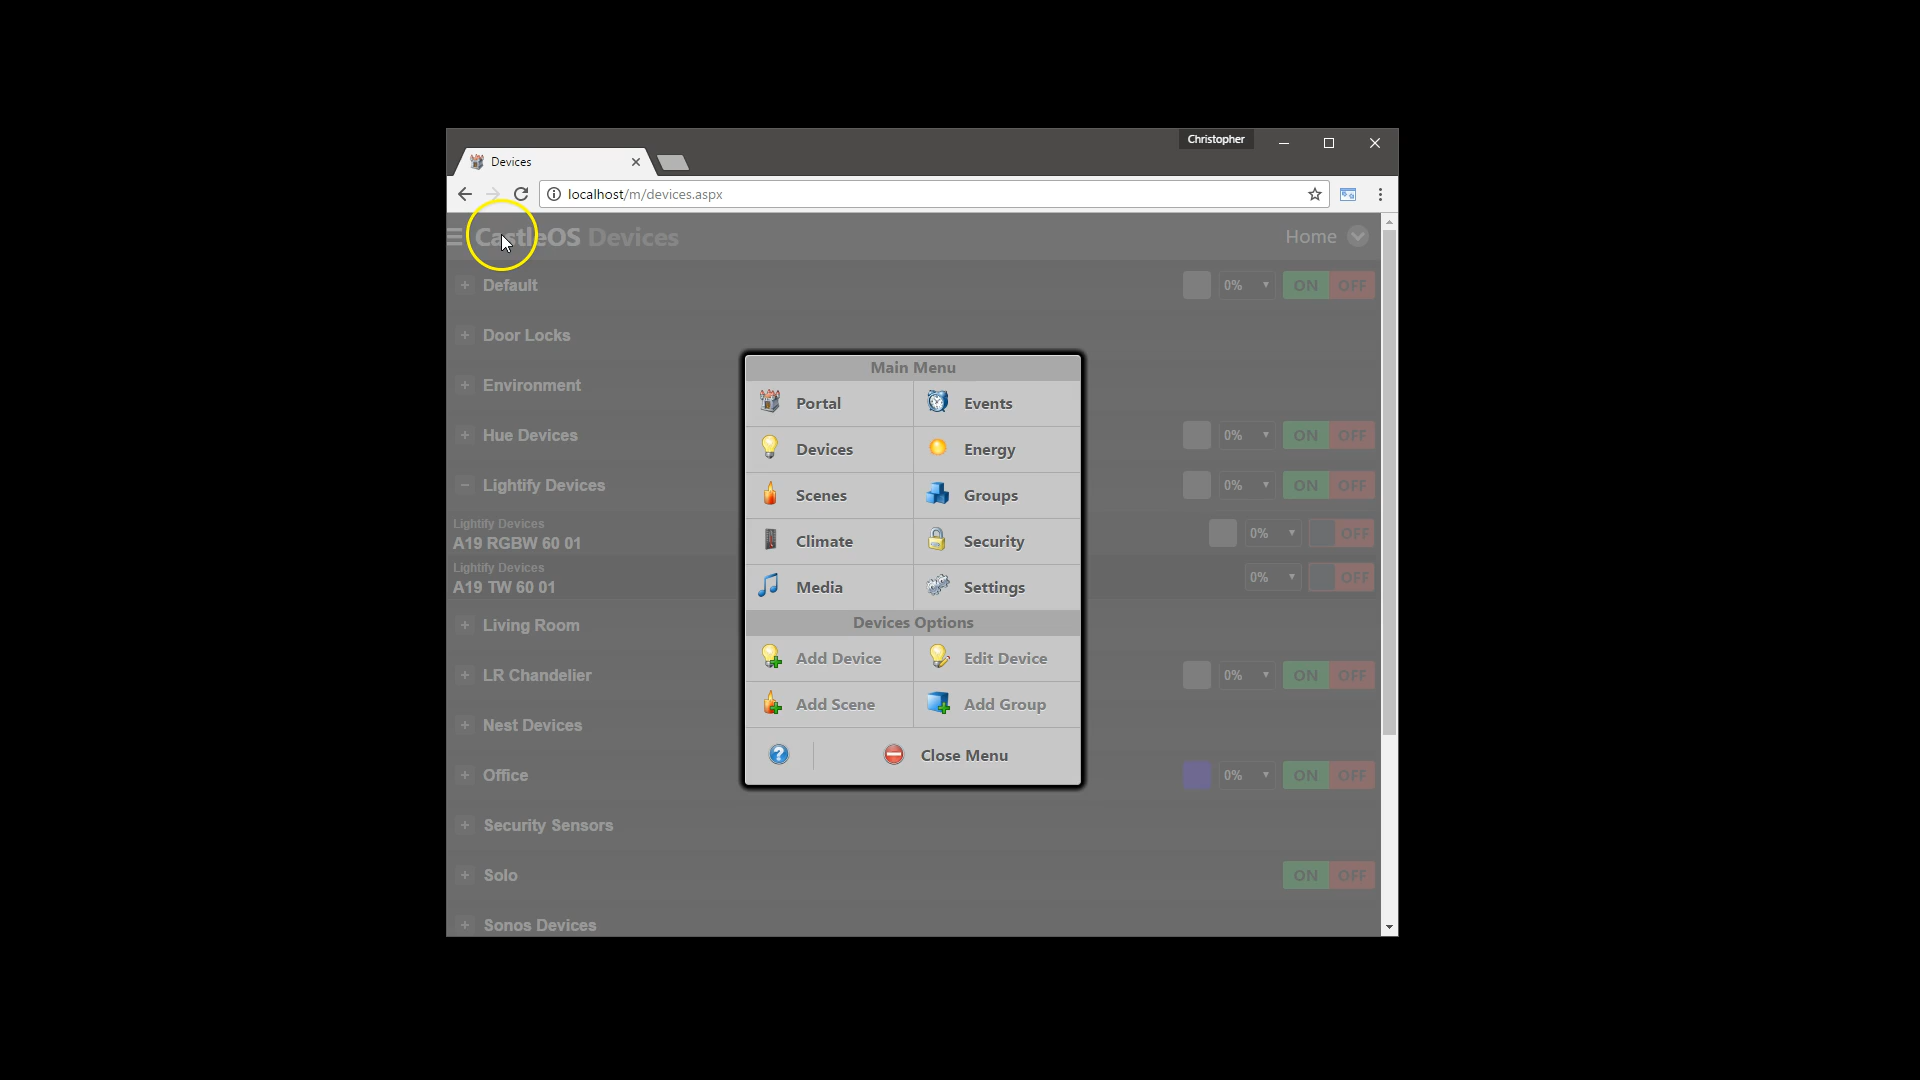 Christopher
Devices
localhost/m/devices.aspx
CastleOS Devices
Home
+ Default 0% ON OFF
+ Door Locks
+ Environment
+ Hue Devices 0% ON OFF
− Lightify Devices 0% ON OFF
Lightify Devices
A19 RGBW 60 01 0% OFF
Lightify Devices
A19 TW 60 01 0% OFF
+ Living Room
+ LR Chandelier 0% ON OFF
+ Nest Devices
+ Office 0% ON OFF
+ Security Sensors
+ Solo ON OFF
+ Sonos Devices
Main Menu
Portal Events
Devices Energy
Scenes Groups
Climate Security
Media Settings
Devices Options
Add Device Edit Device
Add Scene Add Group
? Close Menu